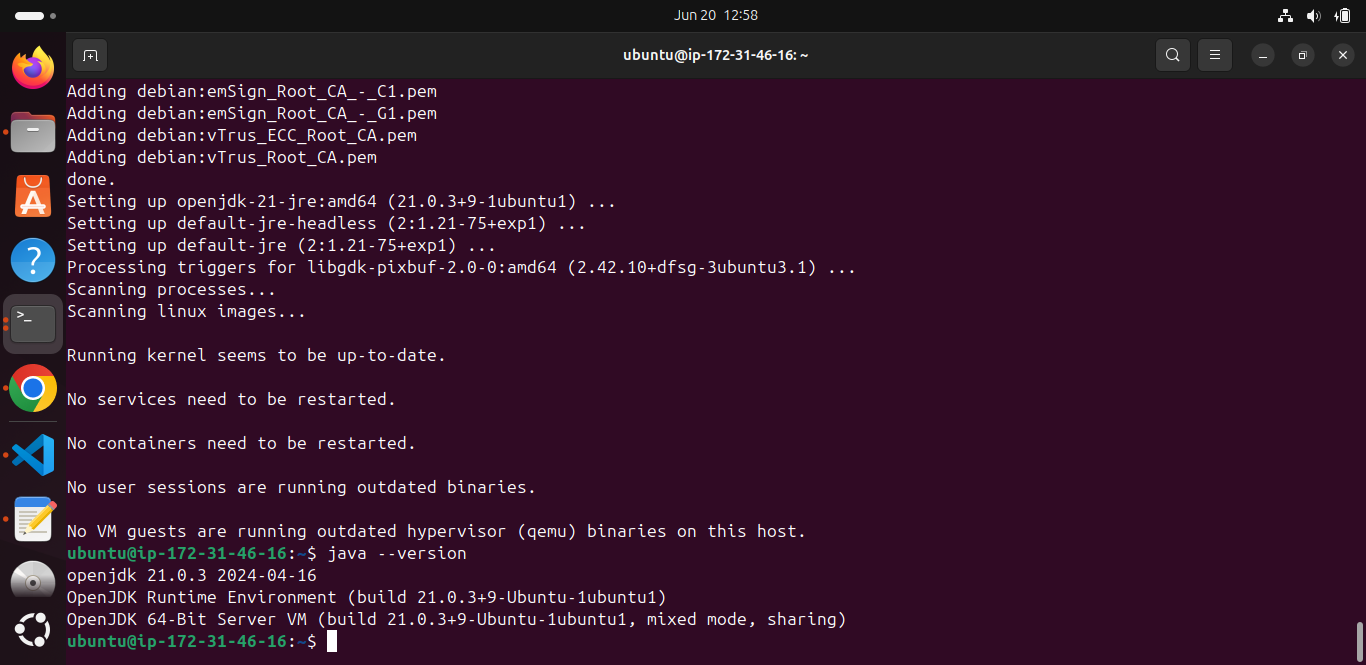 Jun 20 12:58
ubuntu@ip-172-31-46-16: ~
Adding debian:emSign_Root_CA_-_C1.pem
Adding debian:emSign_Root_CA_-_G1.pem
Adding debian:vTrus_ECC_Root_CA.pem
Adding debian:vTrus_Root_CA.pem
done.
Setting up openjdk-21-jre:amd64 (21.0.3+9-1ubuntu1) ...
Setting up default-jre-headless (2:1.21-75+exp1) ...
Setting up default-jre (2:1.21-75+exp1) ...
Processing triggers for libgdk-pixbuf-2.0-0:amd64 (2.42.10+dfsg-3ubuntu3.1) ...
Scanning processes...
Scanning linux images...
Running kernel seems to be up-to-date.
No services need to be restarted.
No containers need to be restarted.
No user sessions are running outdated binaries.
No VM guests are running outdated hypervisor (qemu) binaries on this host.
ubuntu@ip-172-31-46-16:~$ java --version
openjdk 21.0.3 2024-04-16
OpenJDK Runtime Environment (build 21.0.3+9-Ubuntu-1ubuntu1)
OpenJDK 64-Bit Server VM (build 21.0.3+9-Ubuntu-1ubuntu1, mixed mode, sharing)
ubuntu@ip-172-31-46-16:~$